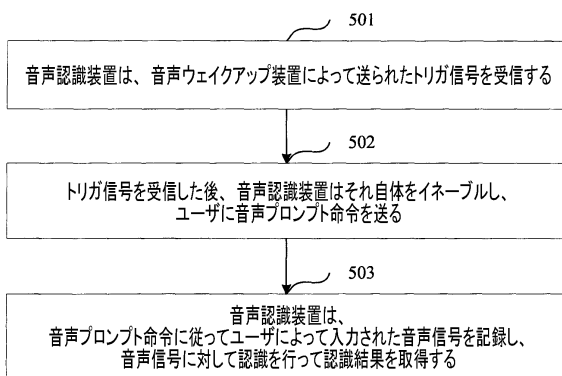 501
音声認識装置は、音声ウェイクアップ装置によって送られたトリガ信号を受信する
502
トリガ信号を受信した後、音声認識装置はそれ自体をイネーブルし、
ユーザに音声プロンプト命令を送る
503
音声認識装置は、
音声プロンプト命令に従ってユーザによって入力された音声信号を記録し、
音声信号に対して認識を行って認識結果を取得する